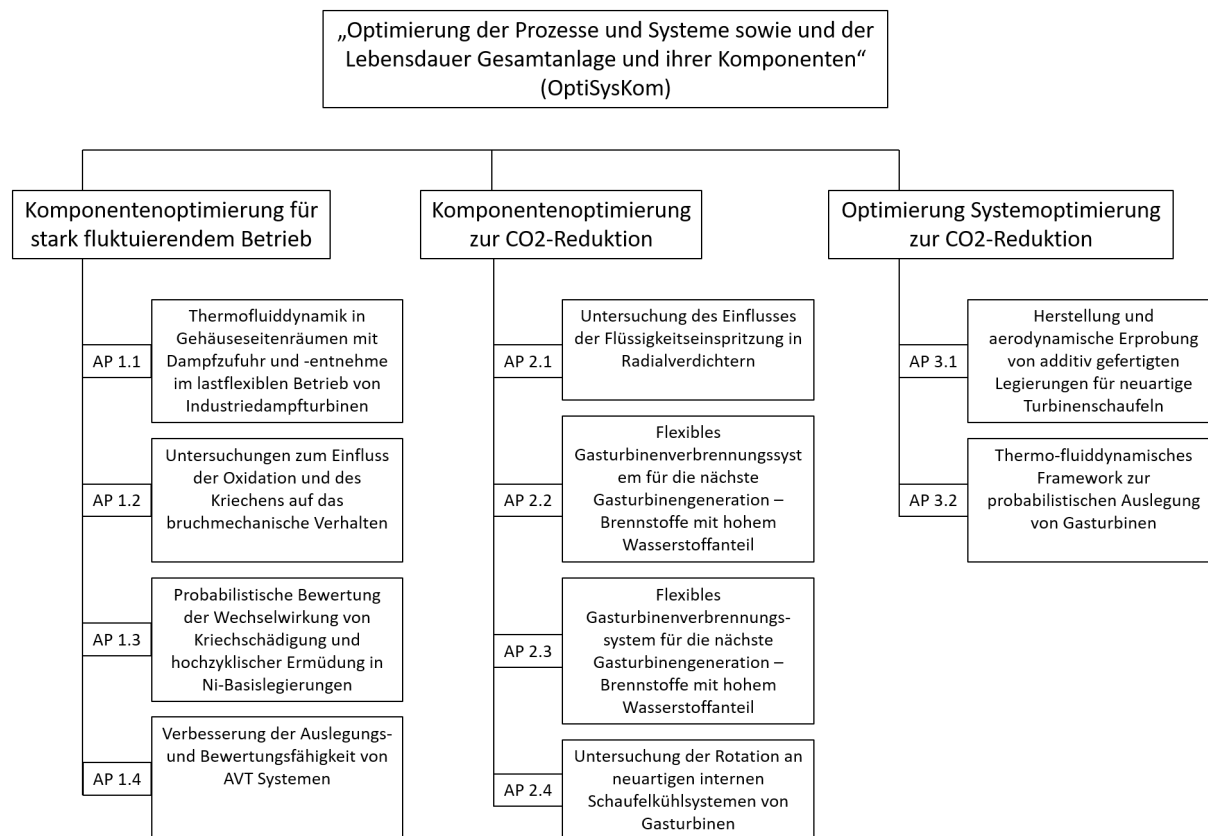 „Optimierung der Prozesse und Systeme sowie und der
Lebensdauer Gesamtanlage und ihrer Komponenten“
(OptiSysKom)
Komponentenoptimierung für
stark fluktuierendem Betrieb
AP 1.1
Thermofluiddynamik in
Gehäuseseitenräumen mit
Dampfzufuhr und -entnehme
im lastflexiblen Betrieb von
Industriedampfturbinen
AP 1.2
Untersuchungen zum Einfluss
der Oxidation und des
Kriechens auf das
bruchmechanische Verhalten
AP 1.3
Probabilistische Bewertung
der Wechselwirkung von
Kriechschädigung und
hochzyklischer Ermüdung in
Ni-Basislegierungen
AP 1.4
Verbesserung der Auslegungs-
und Bewertungsfähigkeit von
AVT Systemen
Komponentenoptimierung
zur CO2-Reduktion
AP 2.1
Untersuchung des Einflusses
der Flüssigkeitseinspritzung in
Radialverdichtern
AP 2.2
Flexibles
Gasturbinenverbrennungssyst
em für die nächste
Gasturbinengeneration –
Brennstoffe mit hohem
Wasserstoffanteil
AP 2.3
Flexibles
Gasturbinenverbrennungs-
system für die nächste
Gasturbinengeneration –
Brennstoffe mit hohem
Wasserstoffanteil
AP 2.4
Untersuchung der Rotation an
neuartigen internen
Schaufelkühlsystemen von
Gasturbinen
Optimierung Systemoptimierung
zur CO2-Reduktion
AP 3.1
Herstellung und
aerodynamische Erprobung
von additiv gefertigten
Legierungen für neuartige
Turbinenschaufeln
AP 3.2
Thermo-fluiddynamisches
Framework zur
probabilistischen Auslegung
von Gasturbinen